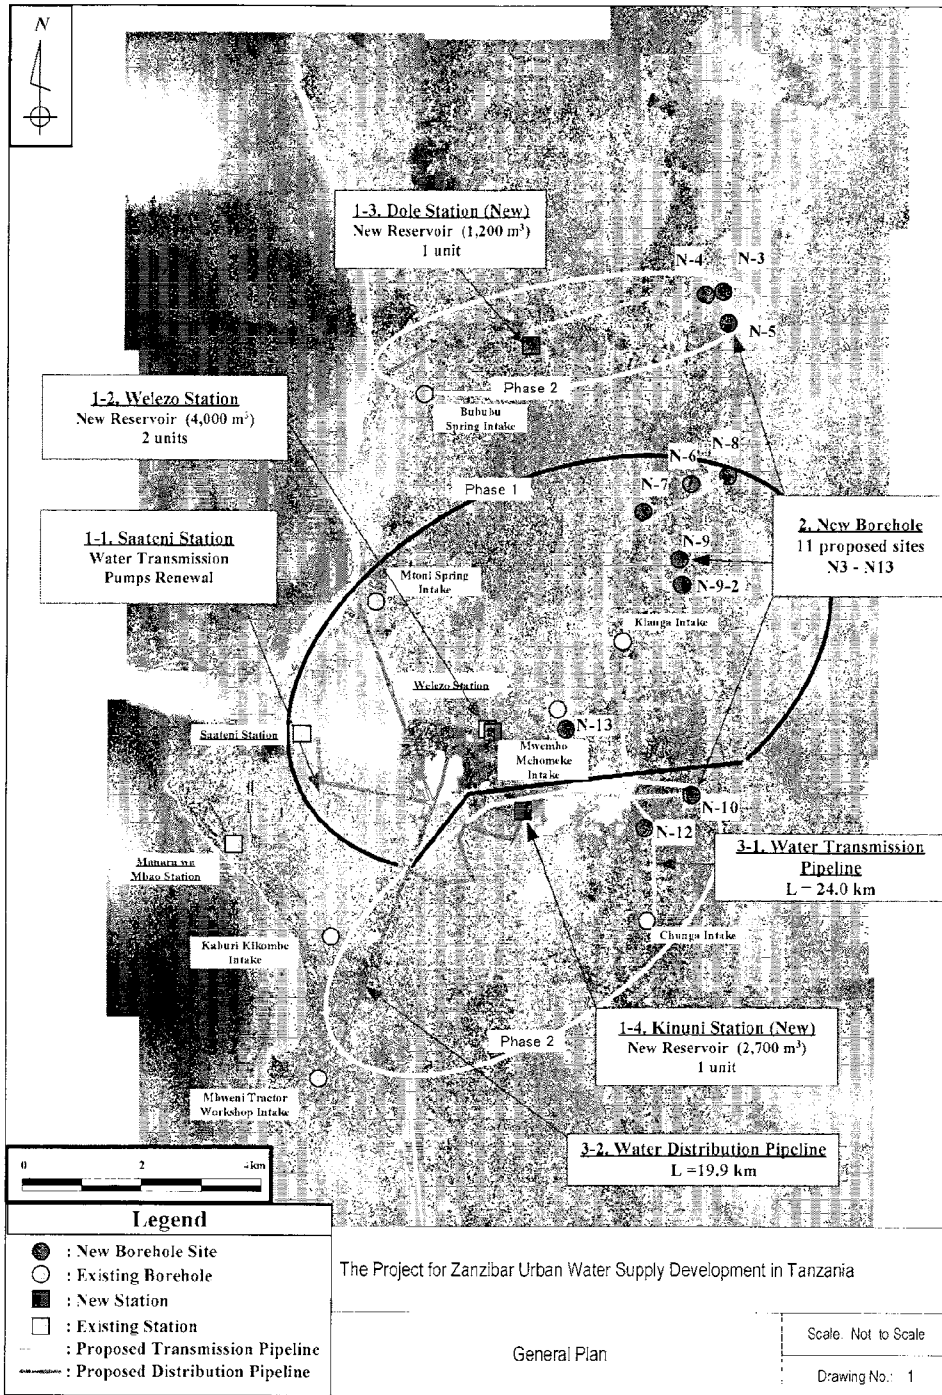 N
1-3. Dole Station (New)
New Reservoir (1,200 m³)
1 unit
N-4
N-3
N-5
Phase 2
1-2. Welezo Station
New Reservoir (4,000 m³)
2 units
Bububu
Spring Intake
N-8
N-6
N-7
Phase 1
2. New Borehole
11 proposed sites
N3 - N13
1-1. Saateni Station
Water Transmission
Pumps Renewal
N-9
N-9-2
Mtoni Spring
Intake
Kianga Intake
Welezo Station
Saateni Station
N-13
Mwembe
Mchomeke
Intake
N-10
N-12
3-1. Water Transmission
Pipeline
L = 24.0 km
Mbao Station
Kaburi Kikombe
Intake
Chunga Intake
1-4. Kinuni Station (New)
New Reservoir (2,700 m³)
1 unit
Phase 2
Mbweni Tractor
Workshop Intake
3-2. Water Distribution Pipeline
L =19.9 km
0 2 4km
Legend
: New Borehole Site
: Existing Borehole
: New Station
: Existing Station
: Proposed Transmission Pipeline
: Proposed Distribution Pipeline
The Project for Zanzibar Urban Water Supply Development in Tanzania
General Plan
Scale. Not to Scale
Drawing No.: 1